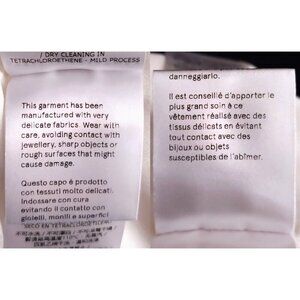 / DRY CLEANING IN
TETRACHLOROETHENE - MILD PROCESS
This garment has been
manufactured with very
delicate fabrics. Wear with
care, avoiding contact with
jewellery, sharp objects or
rough surfaces that might
cause damage.
Questo capo è prodotto
con tessuti molto delicati.
Indossare con cura
evitando il contatto con
gioielli, monili e superfici
danneggiarlo.
Il est conseillé d'apporter le
plus grand soin à ce
vêtement réalisé avec des
tissus délicats en évitant
tout contact avec des
bijoux ou objets
susceptibles de l'abîmer.